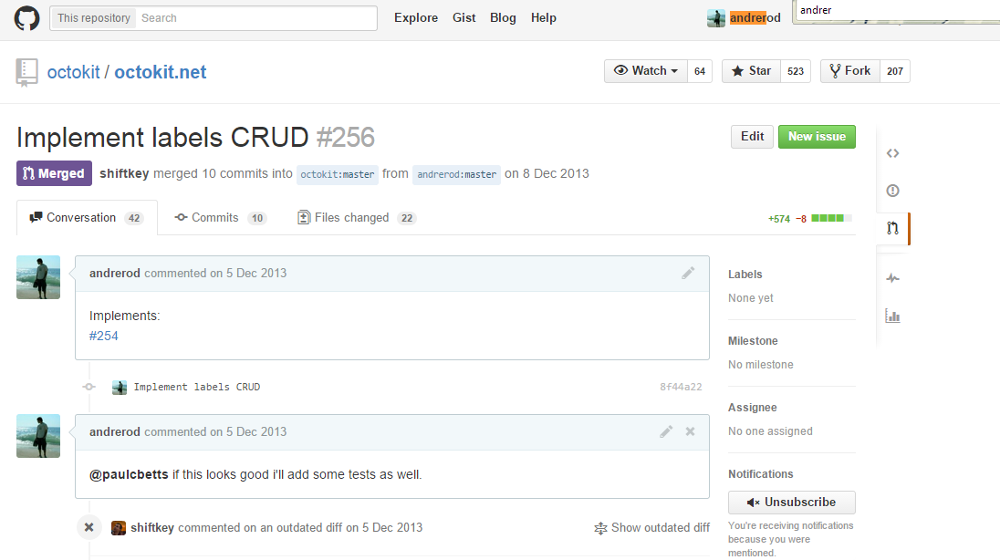 This repository Search Explore Gist Blog Help andrerod andrer
octokit / octokit.net Watch 64 Star 523 Fork 207
Implement labels CRUD #256 Edit New issue
Merged shiftkey merged 10 commits into octokit:master from andrerod:master on 8 Dec 2013
Conversation 42 Commits 10 Files changed 22 +574 −8
andrerod commented on 5 Dec 2013
Implements:
#254
Implement labels CRUD 8f44a22
andrerod commented on 5 Dec 2013
@paulcbetts if this looks good i'll add some tests as well.
shiftkey commented on an outdated diff on 5 Dec 2013 Show outdated diff
Labels
None yet
Milestone
No milestone
Assignee
No one assigned
Notifications
Unsubscribe
You're receiving notifications
because you were
mentioned.